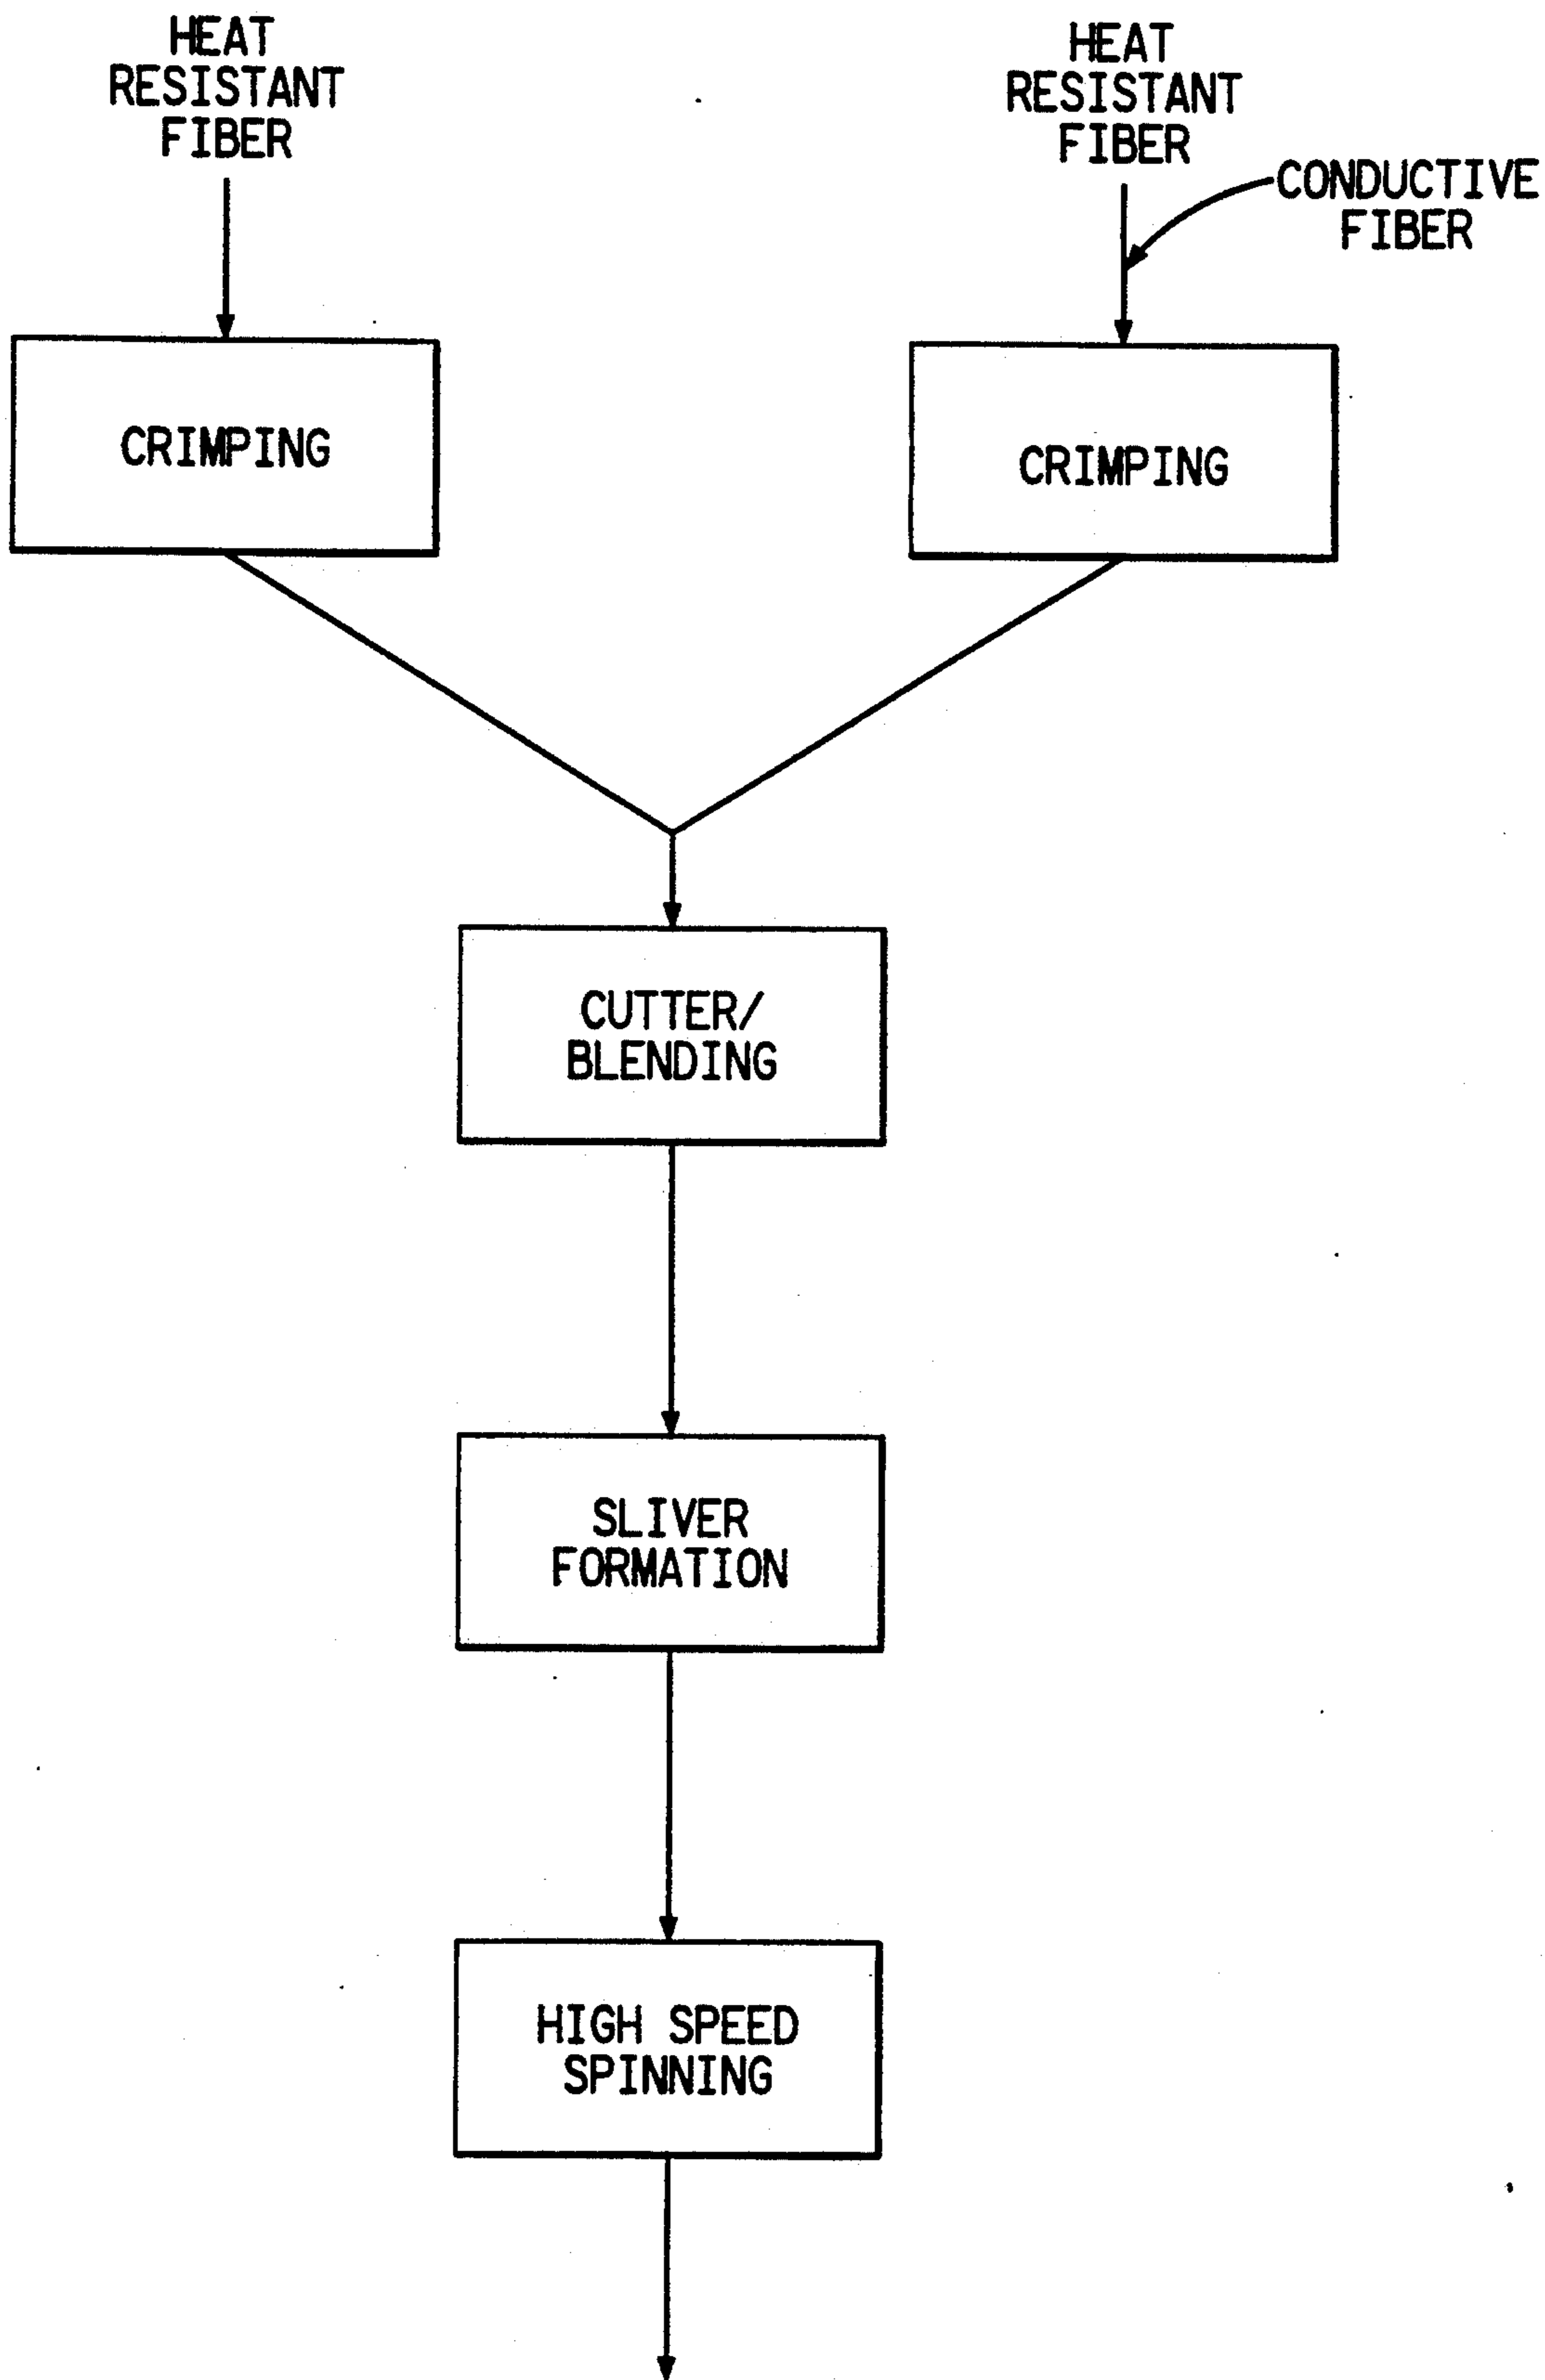 HEAT
RESISTANT
FIBER
HEAT
RESISTANT
FIBER
CONDUCTIVE
FIBER
CRIMPING
CRIMPING
CUTTER/
BLENDING
SLIVER
FORMATION
HIGH SPEED
SPINNING